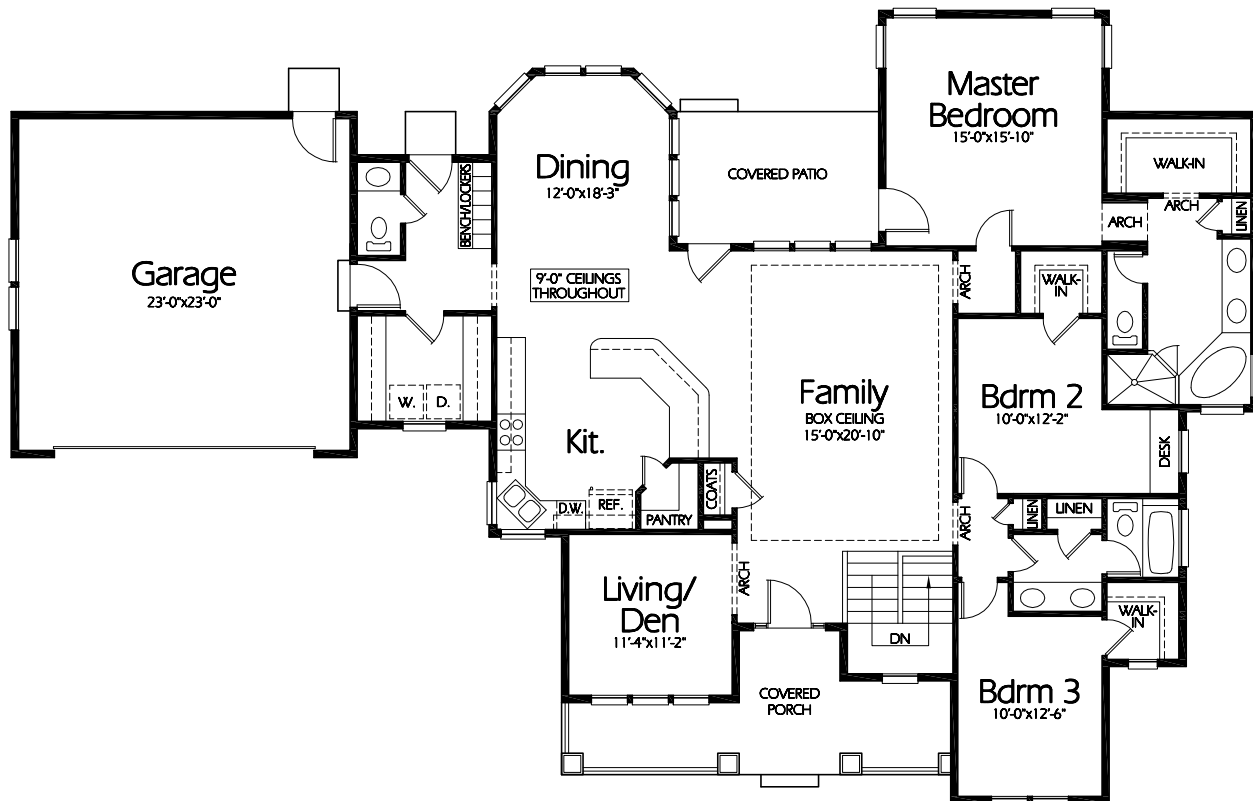 Master
Bedroom
15'-0"x15'-10"
WALK-IN
ARCH
LINEN
ARCH
Dining
12'-0"x18'-3"
COVERED PATIO
BENCH/LOCKERS
Garage
23'-0"x23'-0"
9'-0" CEILINGS
THROUGHOUT
ARCH
WALK-
IN
W.
D.
Family
BOX CEILING
15'-0"x20'-10"
Bdrm 2
10'-0"x12'-2"
DESK
Kit.
COATS
D.W.
REF.
PANTRY
ARCH
LINEN
LINEN
Living/
Den
11'-4"x11'-2"
ARCH
DN
WALK-
IN
COVERED
PORCH
Bdrm 3
10'-0"x12'-6"